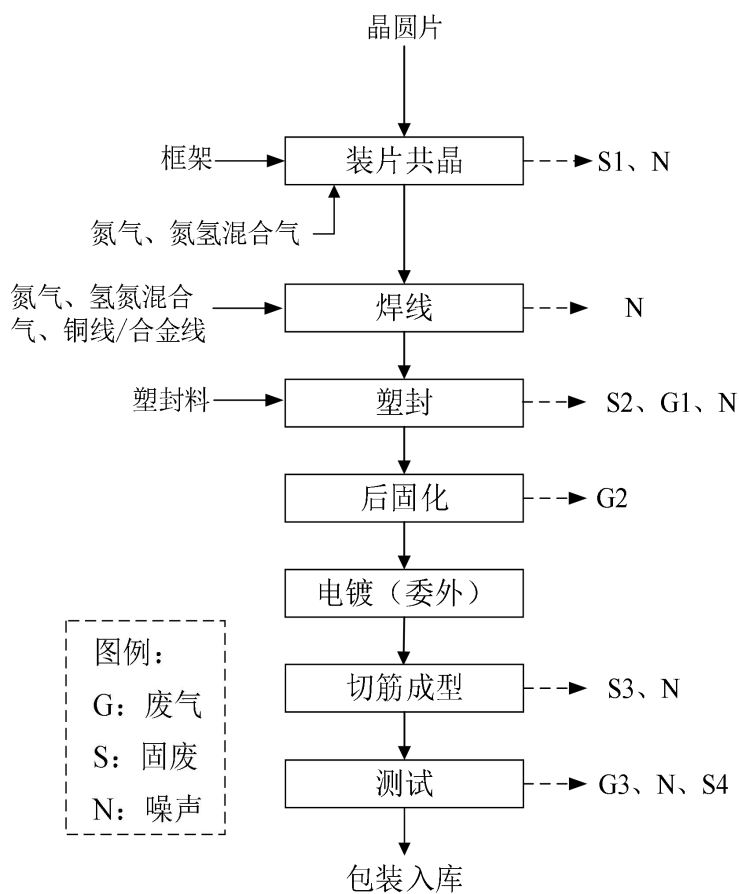 晶圆片
框架
装片共晶
S1、N
氮气、氮氢混合气
氮气、氢氮混合
气、铜线/合金线
焊线
N
塑封料
塑封
S2、G1、N
后固化
G2
电镀（委外）
图例：
G：废气
S：固废
N：噪声
切筋成型
S3、N
测试
G3、N、S4
包装入库